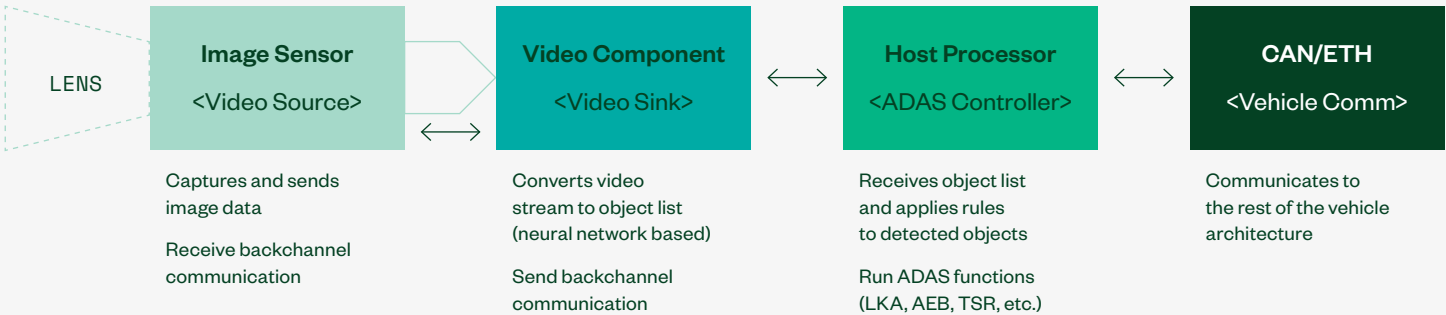 LENS
Image Sensor
<Video Source>
Captures and sends
image data
Receive backchannel
communication
Video Component
<Video Sink>
Converts video
stream to object list
(neural network based)
Send backchannel
communication
Host Processor
<ADAS Controller>
Receives object list
and applies rules
to detected objects
Run ADAS functions
(LKA, AEB, TSR, etc.)
CAN/ETH
<Vehicle Comm>
Communicates to
the rest of the vehicle
architecture